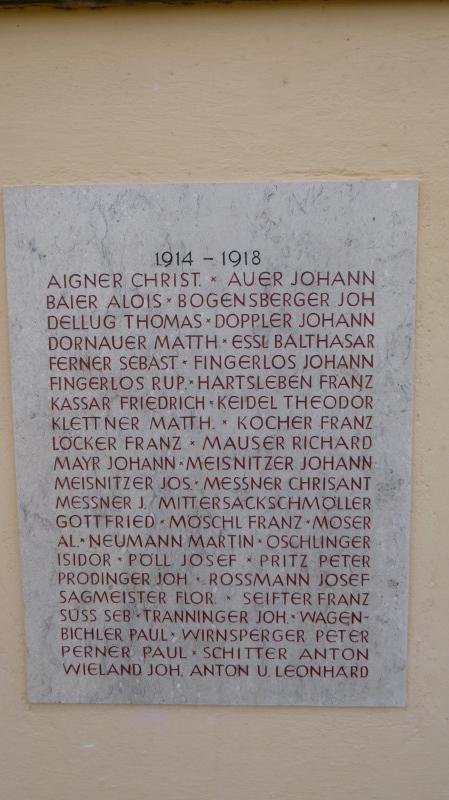 1914 – 1918
AIGNER CHRIST. × AUER JOHANN
BAIER ALOIS × BOGENSBERGER JOH
DELLUG THOMAS × DOPPLER JOHANN
DORNAUER MATTH × ESSL BALTHASAR
FERNER SEBAST × FINGERLOS JOHANN
FINGERLOS RUP. × HARTSLEBEN FRANZ
KASSAR FRIEDRICH × KEIDEL THEODOR
KLETTNER MATTH. × KOCHER FRANZ
LÖCKER FRANZ × MAUSER RICHARD
MAYR JOHANN × MEISNITZER JOHANN
MEISNITZER JOS. × MESSNER CHRISANT
MESSNER J. MITTERSACKSCHMÖLLER
GOTTFRIED × MÖSCHL FRANZ × MOSER
AL. × NEUMANN MARTIN × OSCHLINGER
ISIDOR × PÖLL JOSEF × PRITZ PETER
PRODINGER JOH × ROSSMANN JOSEF
SAGMEISTER FLOR. × SEIFTER FRANZ
SÜSS SEB × TRANNINGER JOH. × WAGEN-
BICHLER PAUL × WIRNSPERGER PETER
PERNER PAUL × SCHITTER ANTON
WIELAND JOH. ANTON U. LEONHARD